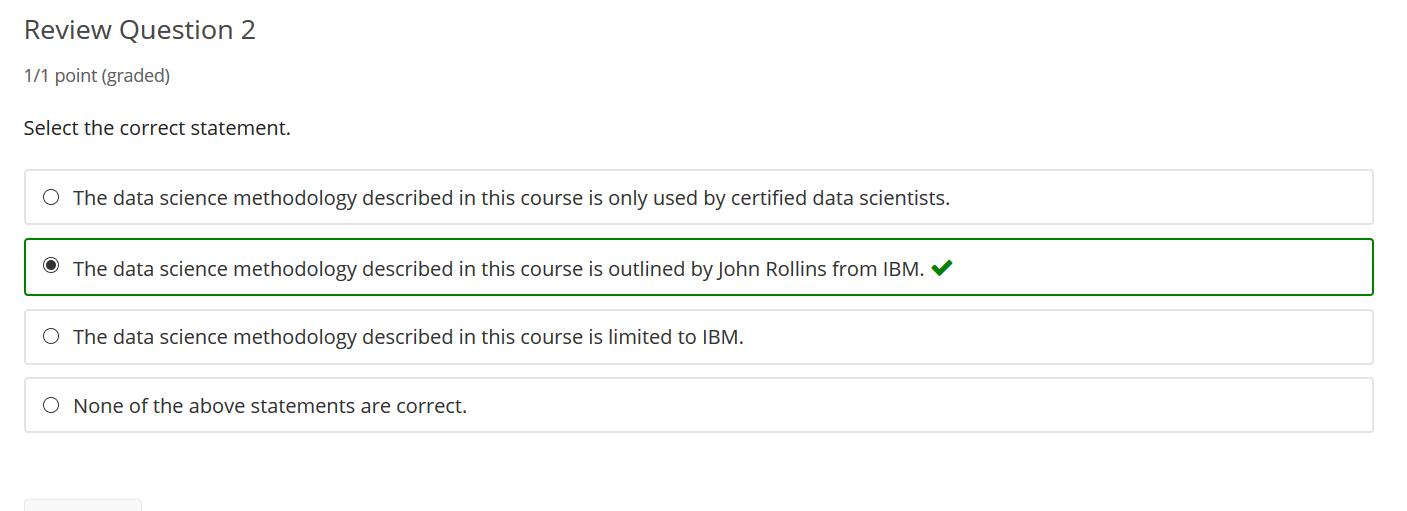 Review Question 2
1/1 point (graded)
Select the correct statement.
The data science methodology described in this course is only used by certified data scientists.
The data science methodology described in this course is outlined by John Rollins from IBM.
The data science methodology described in this course is limited to IBM.
None of the above statements are correct.